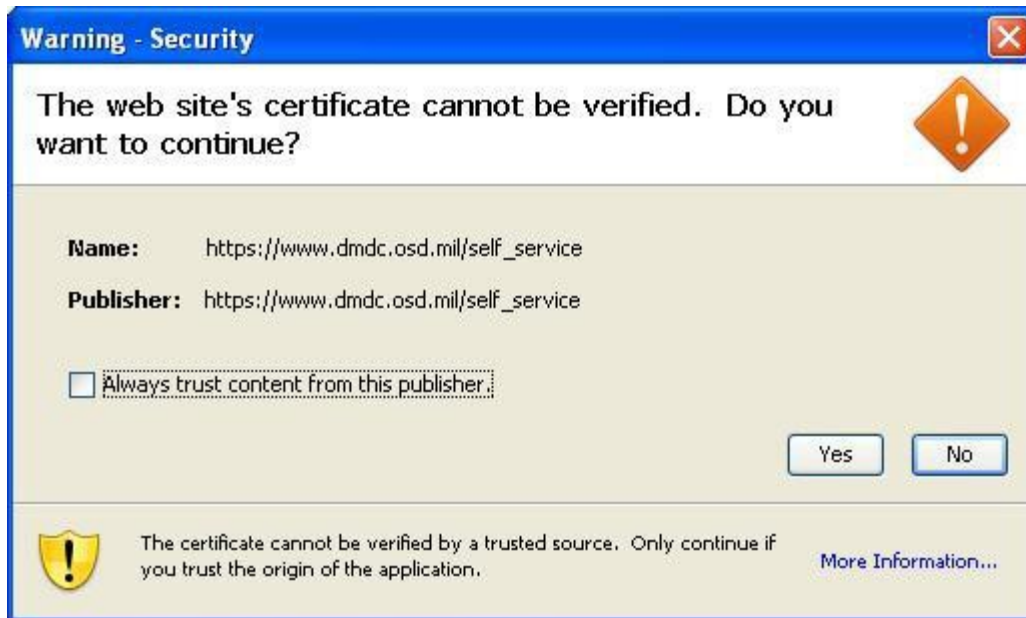 Warning - Security
The web site's certificate cannot be verified. Do you
want to continue?
Name: https://www.dmdc.osd.mil/self_service
Publisher: https://www.dmdc.osd.mil/self_service
Always trust content from this publisher.
Yes No
The certificate cannot be verified by a trusted source. Only continue if
you trust the origin of the application.
More Information...